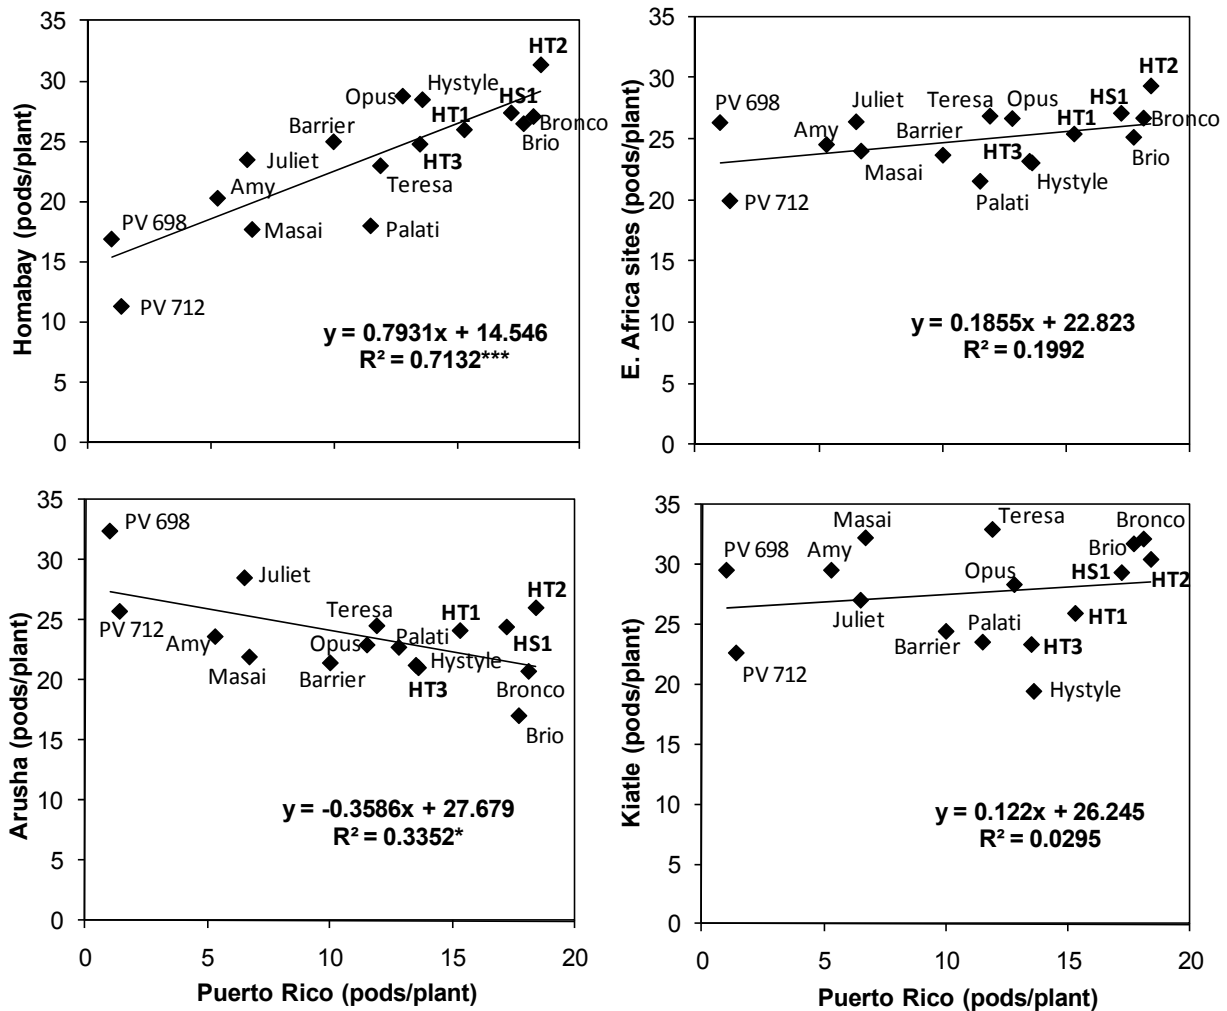 35
30
25
20
15
10
5
0
Homabay (pods/plant)
HT2
Hystyle
Opus
HS1
HT1
Bronco
Barrier
Brio
Juliet
HT3
Teresa
Amy
PV 698
Masai
Palati
PV 712
y = 0.7931x + 14.546
R² = 0.7132***
35
30
25
20
15
10
5
0
0 5 10 15 20
E. Africa sites (pods/plant)
HT2
PV 698
Juliet
Teresa
Opus
HS1
Amy
Barrier
HT1
Bronco
Masai
HT3
Brio
Hystyle
PV 712
Palati
y = 0.1855x + 22.823
R² = 0.1992
35
30
25
20
15
10
5
0
0 5 10 15 20
Arusha (pods/plant)
Puerto Rico (pods/plant)
PV 698
Juliet
HT2
Teresa
HT1
PV 712
Amy
Opus
Palati
HS1
Masai
Barrier
Hystyle
HT3
Bronco
Brio
y = -0.3586x + 27.679
R² = 0.3352*
35
30
25
20
15
10
5
0
0 5 10 15 20
Kiatle (pods/plant)
Puerto Rico (pods/plant)
Masai
Teresa
Bronco
PV 698
Amy
Brio
Opus
HS1
HT2
Juliet
Palati
HT1
Barrier
HT3
PV 712
Hystyle
y = 0.122x + 26.245
R² = 0.0295